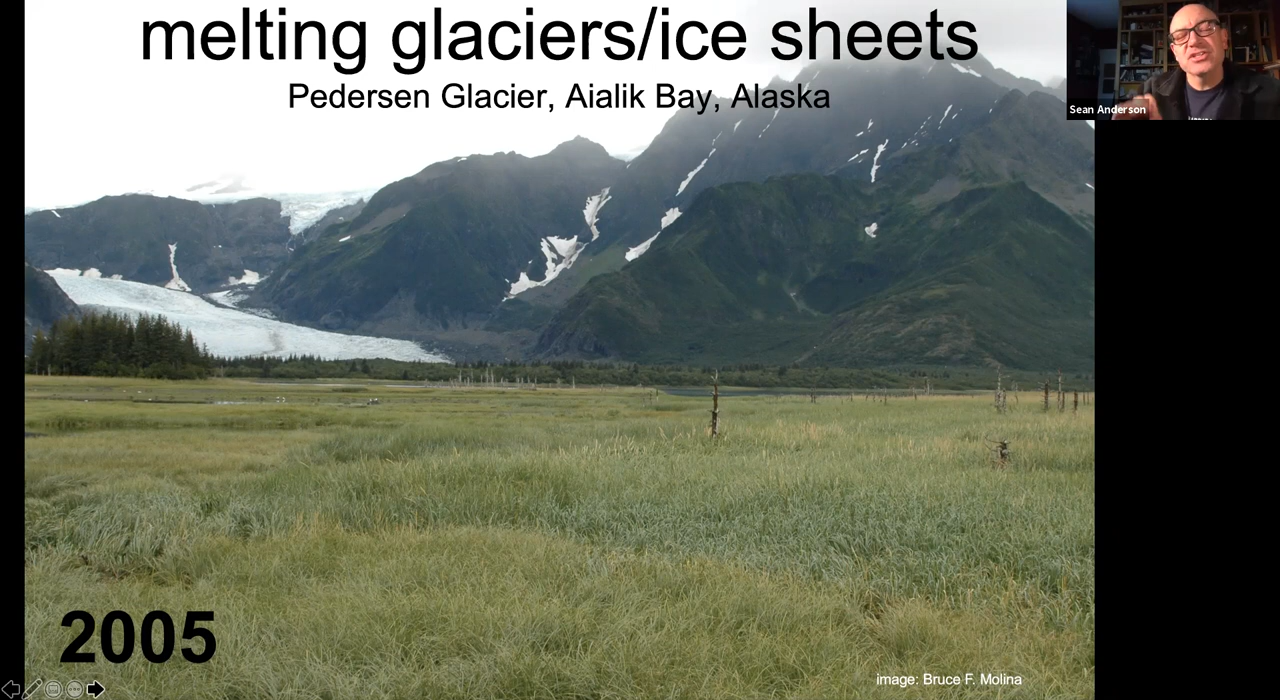 melting glaciers/ice sheets
Pedersen Glacier, Aialik Bay, Alaska
Sean Anderson
2005
image: Bruce F. Molina